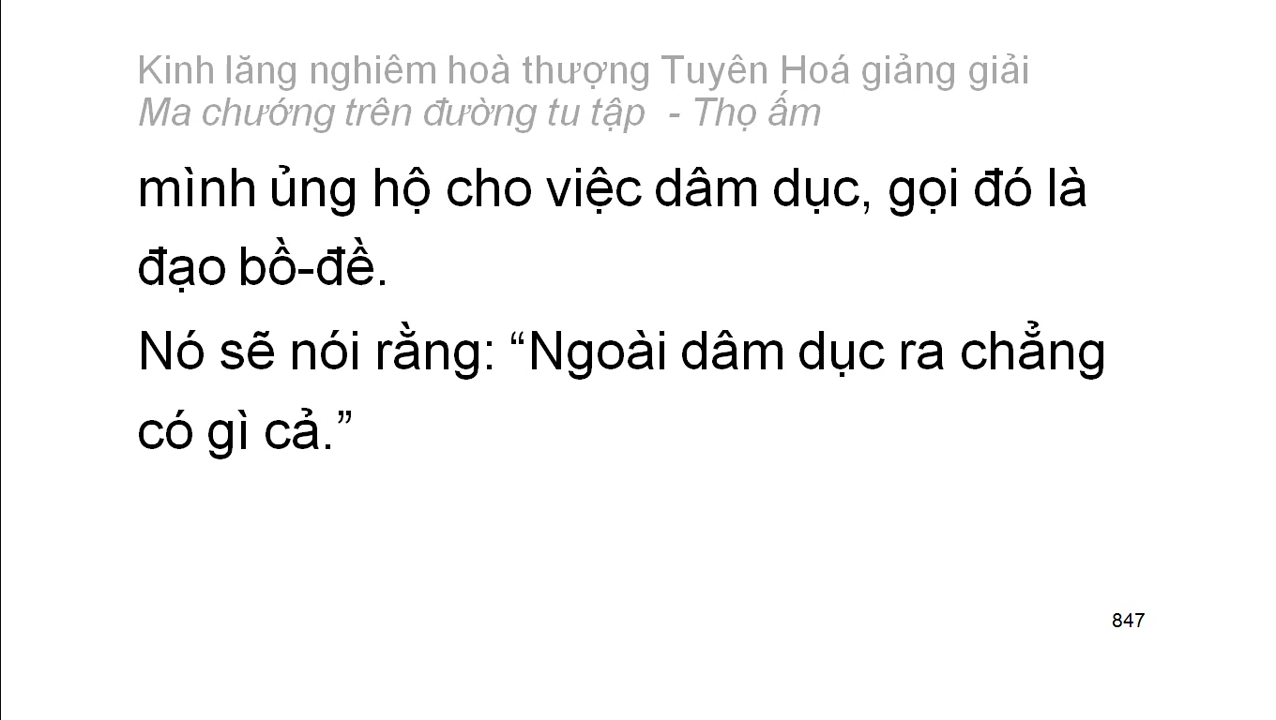 Kinh lăng nghiêm hoà thượng Tuyên Hoá giảng giải
Ma chướng trên đường tu tập - Thọ ấm
mình ủng hộ cho việc dâm dục, gọi đó là
đạo bồ-đề.
Nó sẽ nói rằng: “Ngoài dâm dục ra chẳng
có gì cả.”
847